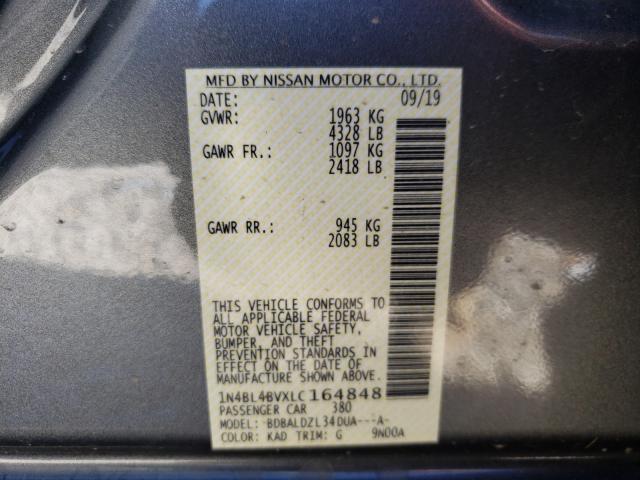 MFD BY NISSAN MOTOR CO., LTD.
DATE: 09/19
GVWR: 1963 KG
4328 LB
GAWR FR.: 1097 KG
2418 LB
GAWR RR.: 945 KG
2083 LB
THIS VEHICLE CONFORMS TO
ALL APPLICABLE FEDERAL
MOTOR VEHICLE SAFETY,
BUMPER, AND THEFT
PREVENTION STANDARDS IN
EFFECT ON THE DATE OF
MANUFACTURE SHOWN ABOVE.
1N4BL4BVXLC164848
PASSENGER CAR 380
MODEL: BDBALDZL34DUA---A-
COLOR: KAD TRIM: G 9N00A